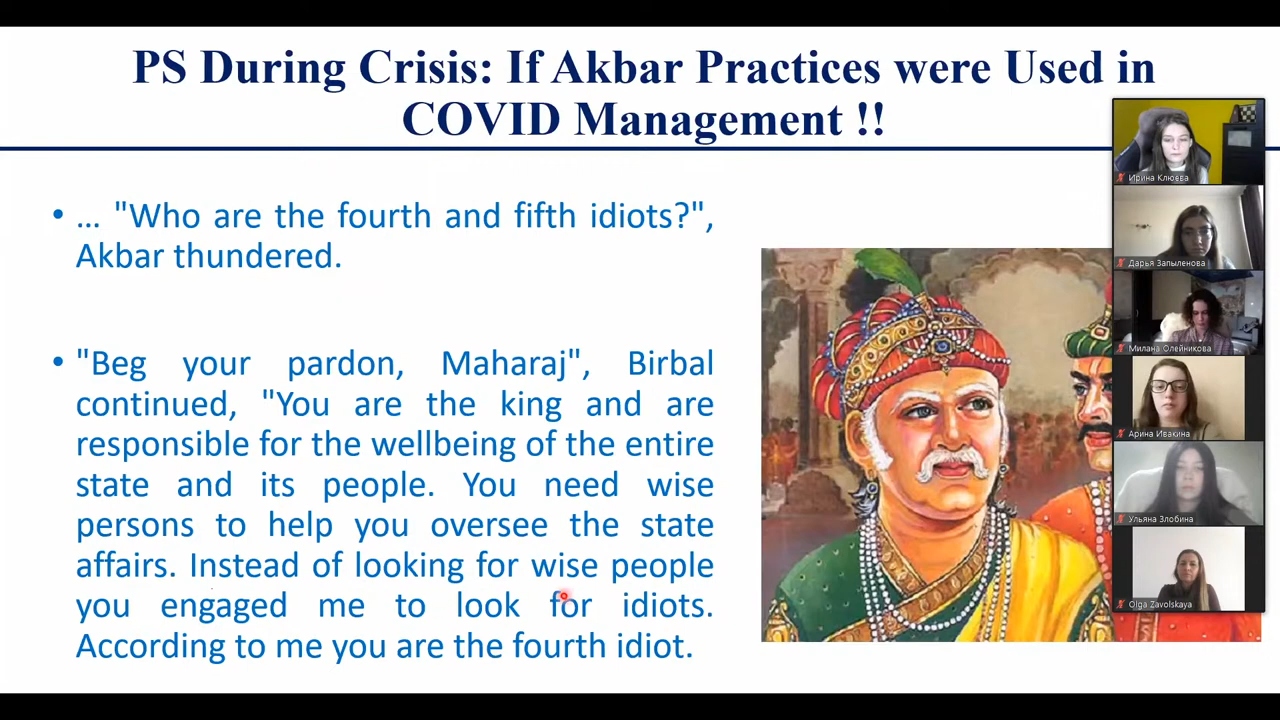 PS During Crisis: If Akbar Practices were Used in
COVID Management !!
• ... "Who are the fourth and fifth idiots?",
Akbar thundered.
• "Beg your pardon, Maharaj", Birbal
continued, "You are the king and are
responsible for the wellbeing of the entire
state and its people. You need wise
persons to help you oversee the state
affairs. Instead of looking for wise people
you engaged me to look for idiots.
According to me you are the fourth idiot.
Ирина Клюева
Дарья Запыленова
Милана Олейникова
Арина Ивакина
Ульяна Злобина
Olga Zavolskaya